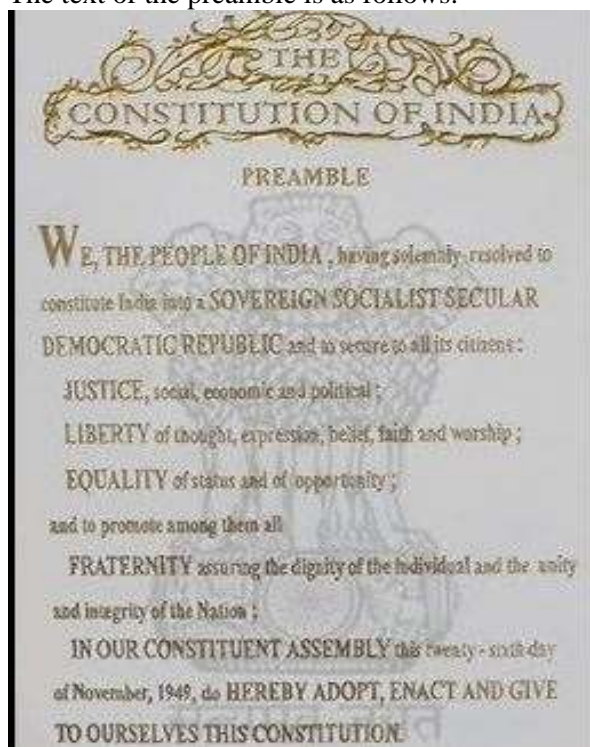 The text of the preamble is as follows:
THE
CONSTITUTION OF INDIA
PREAMBLE
WE, THE PEOPLE OF INDIA, having solemnly resolved to
constitute India into a SOVEREIGN SOCIALIST SECULAR
DEMOCRATIC REPUBLIC and to secure to all its citizens :
JUSTICE, social, economic and political ;
LIBERTY of thought, expression, belief, faith and worship ;
EQUALITY of status and of opportunity ;
and to promote among them all
FRATERNITY assuring the dignity of the individual and the unity
and integrity of the Nation ;
IN OUR CONSTITUENT ASSEMBLY this twenty - sixth day
of November, 1949, do HEREBY ADOPT, ENACT AND GIVE
TO OURSELVES THIS CONSTITUTION.